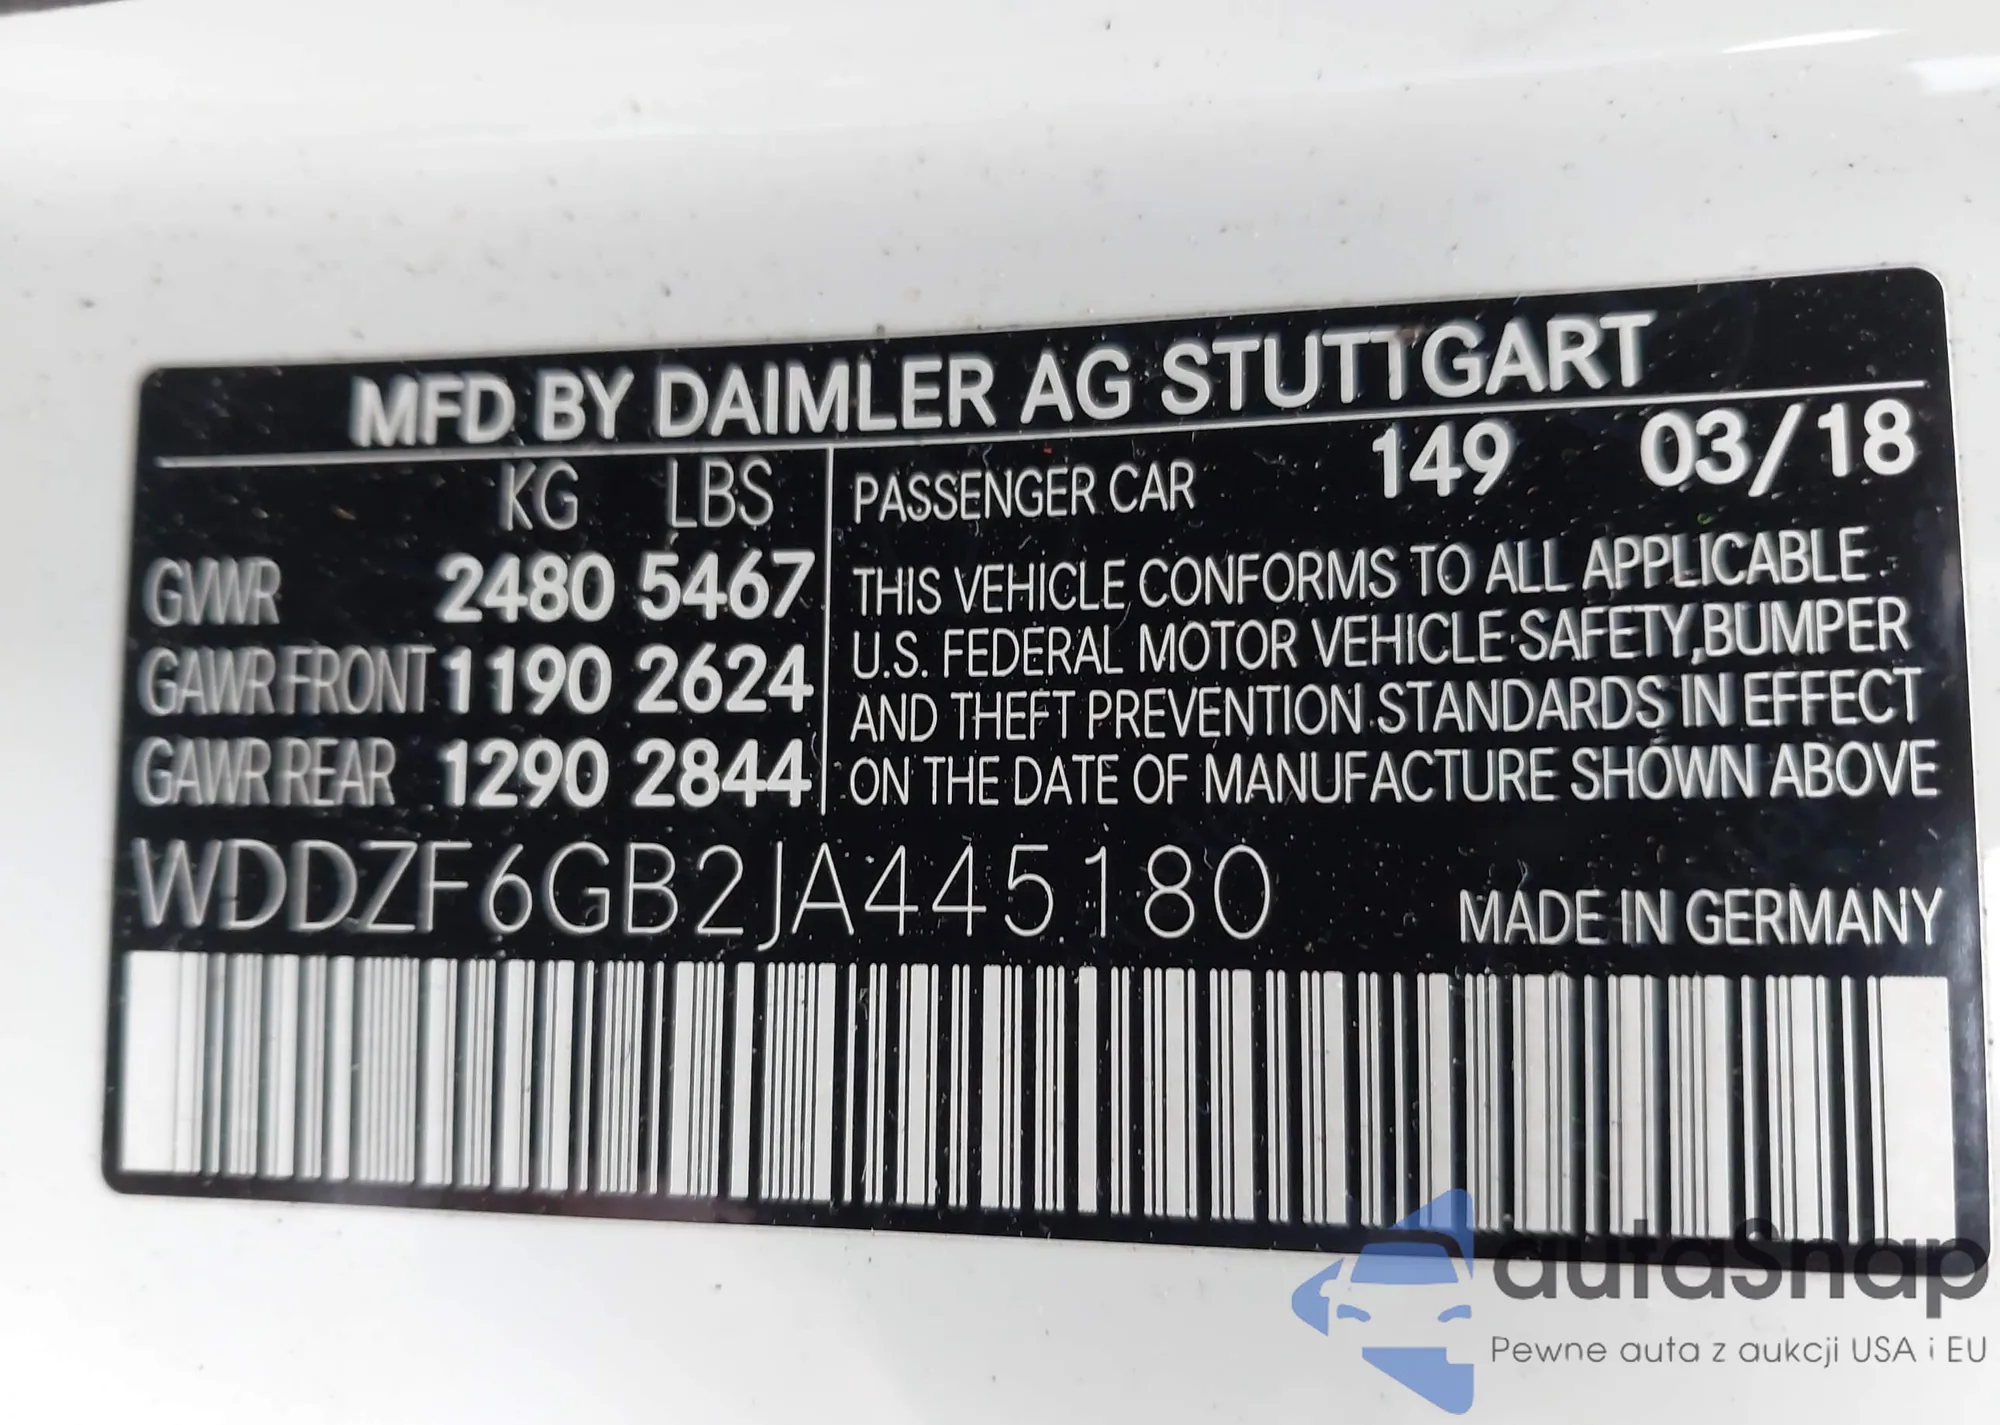 MFD BY DAIMLER AG STUTTGART
KG LBS
GVWR 2480 5467
GAWR FRONT 1190 2624
GAWR REAR 1290 2844
PASSENGER CAR 149 03/18
THIS VEHICLE CONFORMS TO ALL APPLICABLE
U.S. FEDERAL MOTOR VEHICLE SAFETY,BUMPER
AND THEFT PREVENTION STANDARDS IN EFFECT
ON THE DATE OF MANUFACTURE SHOWN ABOVE
WDDZF6GB2JA445180
MADE IN GERMANY
autaSnap
Pewne auta z aukcji USA i EU